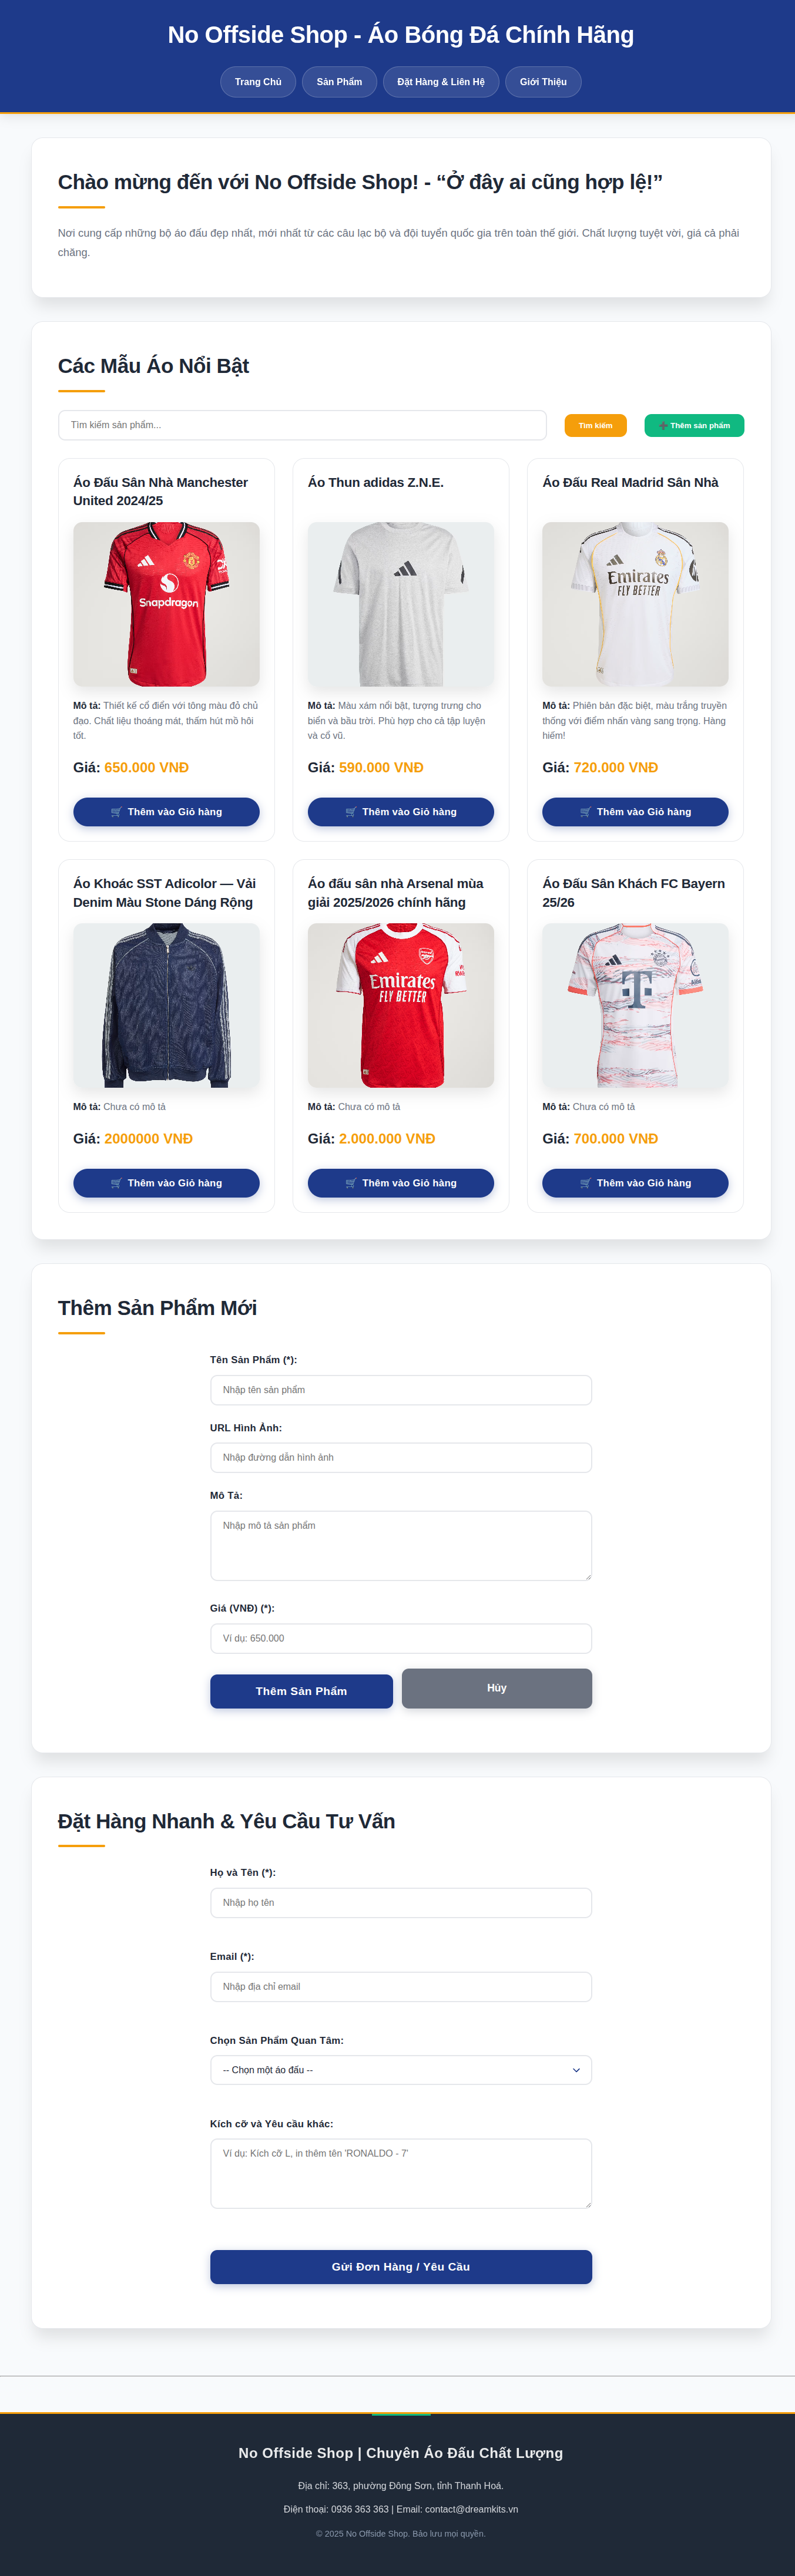 No Offside Shop - Áo Bóng Đá Chính Hãng
Trang Chủ
Sản Phẩm
Đặt Hàng & Liên Hệ
Giới Thiệu
Chào mừng đến với No Offside Shop! - “Ở đây ai cũng hợp lệ!”
Nơi cung cấp những bộ áo đấu đẹp nhất, mới nhất từ các câu lạc bộ và đội tuyển quốc gia trên toàn thế giới. Chất lượng tuyệt vời, giá cả phải
chăng.
Các Mẫu Áo Nổi Bật
Tìm kiếm sản phẩm...
Tìm kiếm
➕ Thêm sản phẩm
Áo Đấu Sân Nhà Manchester
United 2024/25
Snapdragon
Mô tả: Thiết kế cổ điển với tông màu đỏ chủ
đạo. Chất liệu thoáng mát, thấm hút mồ hôi
tốt.
Giá: 650.000 VNĐ
🛒 Thêm vào Giỏ hàng
Áo Thun adidas Z.N.E.
Mô tả: Màu xám nổi bật, tượng trưng cho
biển và bầu trời. Phù hợp cho cả tập luyện
và cổ vũ.
Giá: 590.000 VNĐ
🛒 Thêm vào Giỏ hàng
Áo Đấu Real Madrid Sân Nhà
Emirates
FLY BETTER
Mô tả: Phiên bản đặc biệt, màu trắng truyền
thống với điểm nhấn vàng sang trọng. Hàng
hiếm!
Giá: 720.000 VNĐ
🛒 Thêm vào Giỏ hàng
Áo Khoác SST Adicolor — Vải
Denim Màu Stone Dáng Rộng
Mô tả: Chưa có mô tả
Giá: 2000000 VNĐ
🛒 Thêm vào Giỏ hàng
Áo đấu sân nhà Arsenal mùa
giải 2025/2026 chính hãng
Emirates
FLY BETTER
Mô tả: Chưa có mô tả
Giá: 2.000.000 VNĐ
🛒 Thêm vào Giỏ hàng
Áo Đấu Sân Khách FC Bayern
25/26
T
Mô tả: Chưa có mô tả
Giá: 700.000 VNĐ
🛒 Thêm vào Giỏ hàng
Thêm Sản Phẩm Mới
Tên Sản Phẩm (*):
Nhập tên sản phẩm
URL Hình Ảnh:
Nhập đường dẫn hình ảnh
Mô Tả:
Nhập mô tả sản phẩm
Giá (VNĐ) (*):
Ví dụ: 650.000
Thêm Sản Phẩm
Hủy
Đặt Hàng Nhanh & Yêu Cầu Tư Vấn
Họ và Tên (*):
Nhập họ tên
Email (*):
Nhập địa chỉ email
Chọn Sản Phẩm Quan Tâm:
-- Chọn một áo đấu --
Kích cỡ và Yêu cầu khác:
Ví dụ: Kích cỡ L, in thêm tên 'RONALDO - 7'
Gửi Đơn Hàng / Yêu Cầu
No Offside Shop | Chuyên Áo Đấu Chất Lượng
Địa chỉ: 363, phường Đông Sơn, tỉnh Thanh Hoá.
Điện thoại: 0936 363 363 | Email: contact@dreamkits.vn
© 2025 No Offside Shop. Bảo lưu mọi quyền.